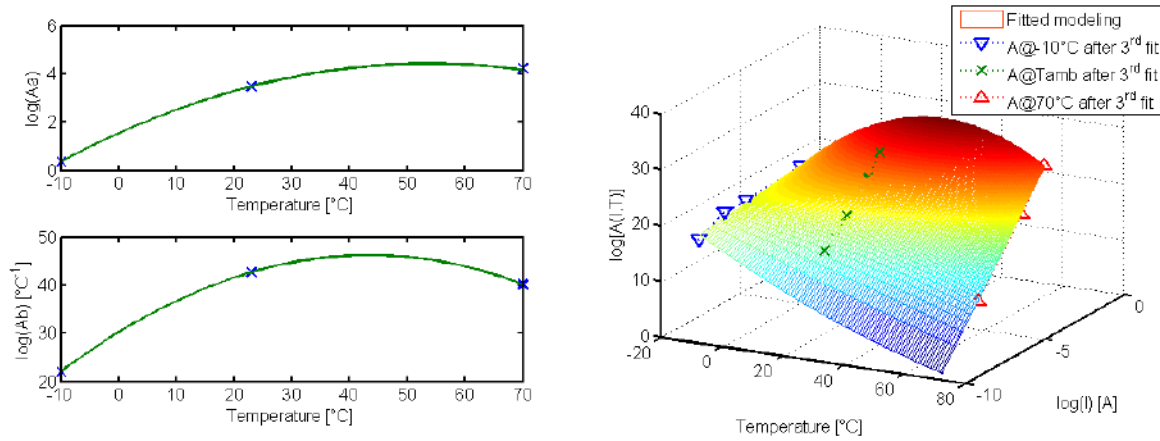 6
4
2
0
log(Aa)
-10 0 10 20 30 40 50 60 70
Temperature [°C]
50
40
30
20
log(Ab) [°C⁻¹]
-10 0 10 20 30 40 50 60 70
Temperature [°C]
Fitted modeling
A@-10°C after 3rd fit
A@Tamb after 3rd fit
A@70°C after 3rd fit
40
30
20
10
0
log[A(I,T)]
-20 0 20 40 60 80
Temperature [°C]
-10 -5 0
log(I) [A]